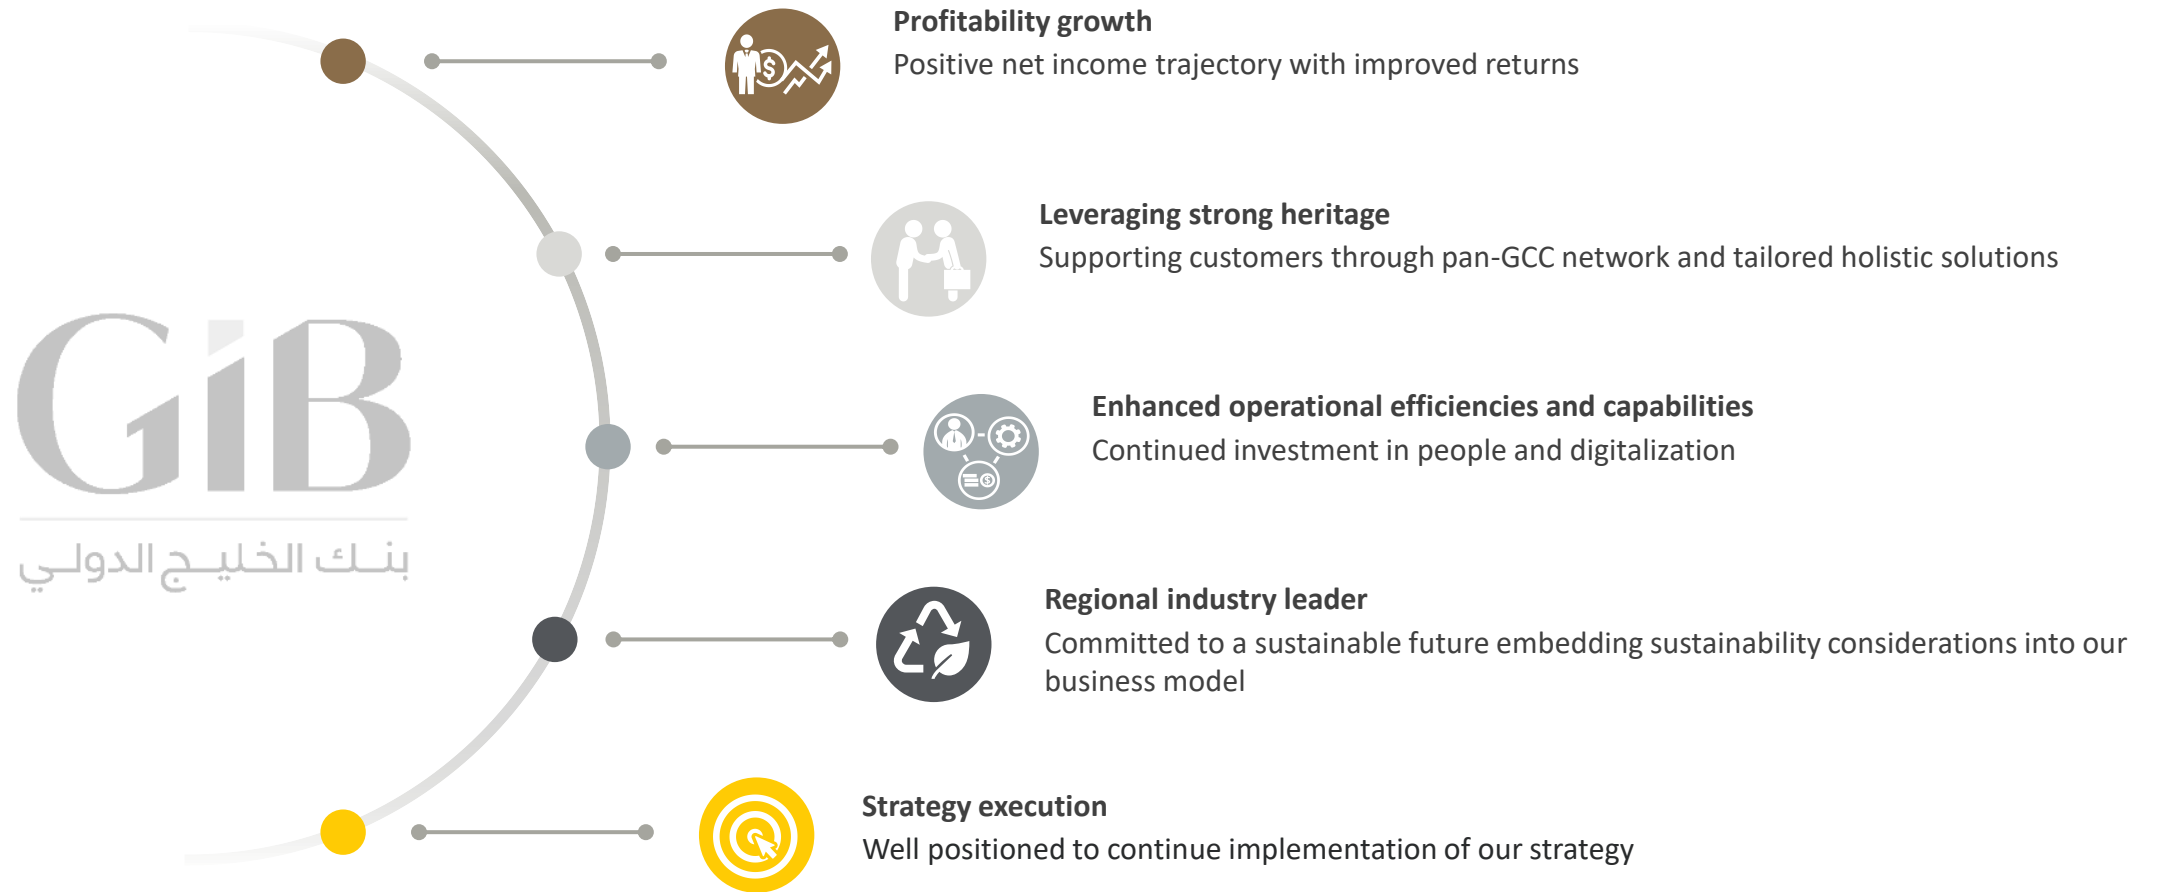 Profitability growth
Positive net income trajectory with improved returns
Leveraging strong heritage
Supporting customers through pan-GCC network and tailored holistic solutions
GiB
بنك الخليج الدولي
Enhanced operational efficiencies and capabilities
Continued investment in people and digitalization
Regional industry leader
Committed to a sustainable future embedding sustainability considerations into our
business model
Strategy execution
Well positioned to continue implementation of our strategy